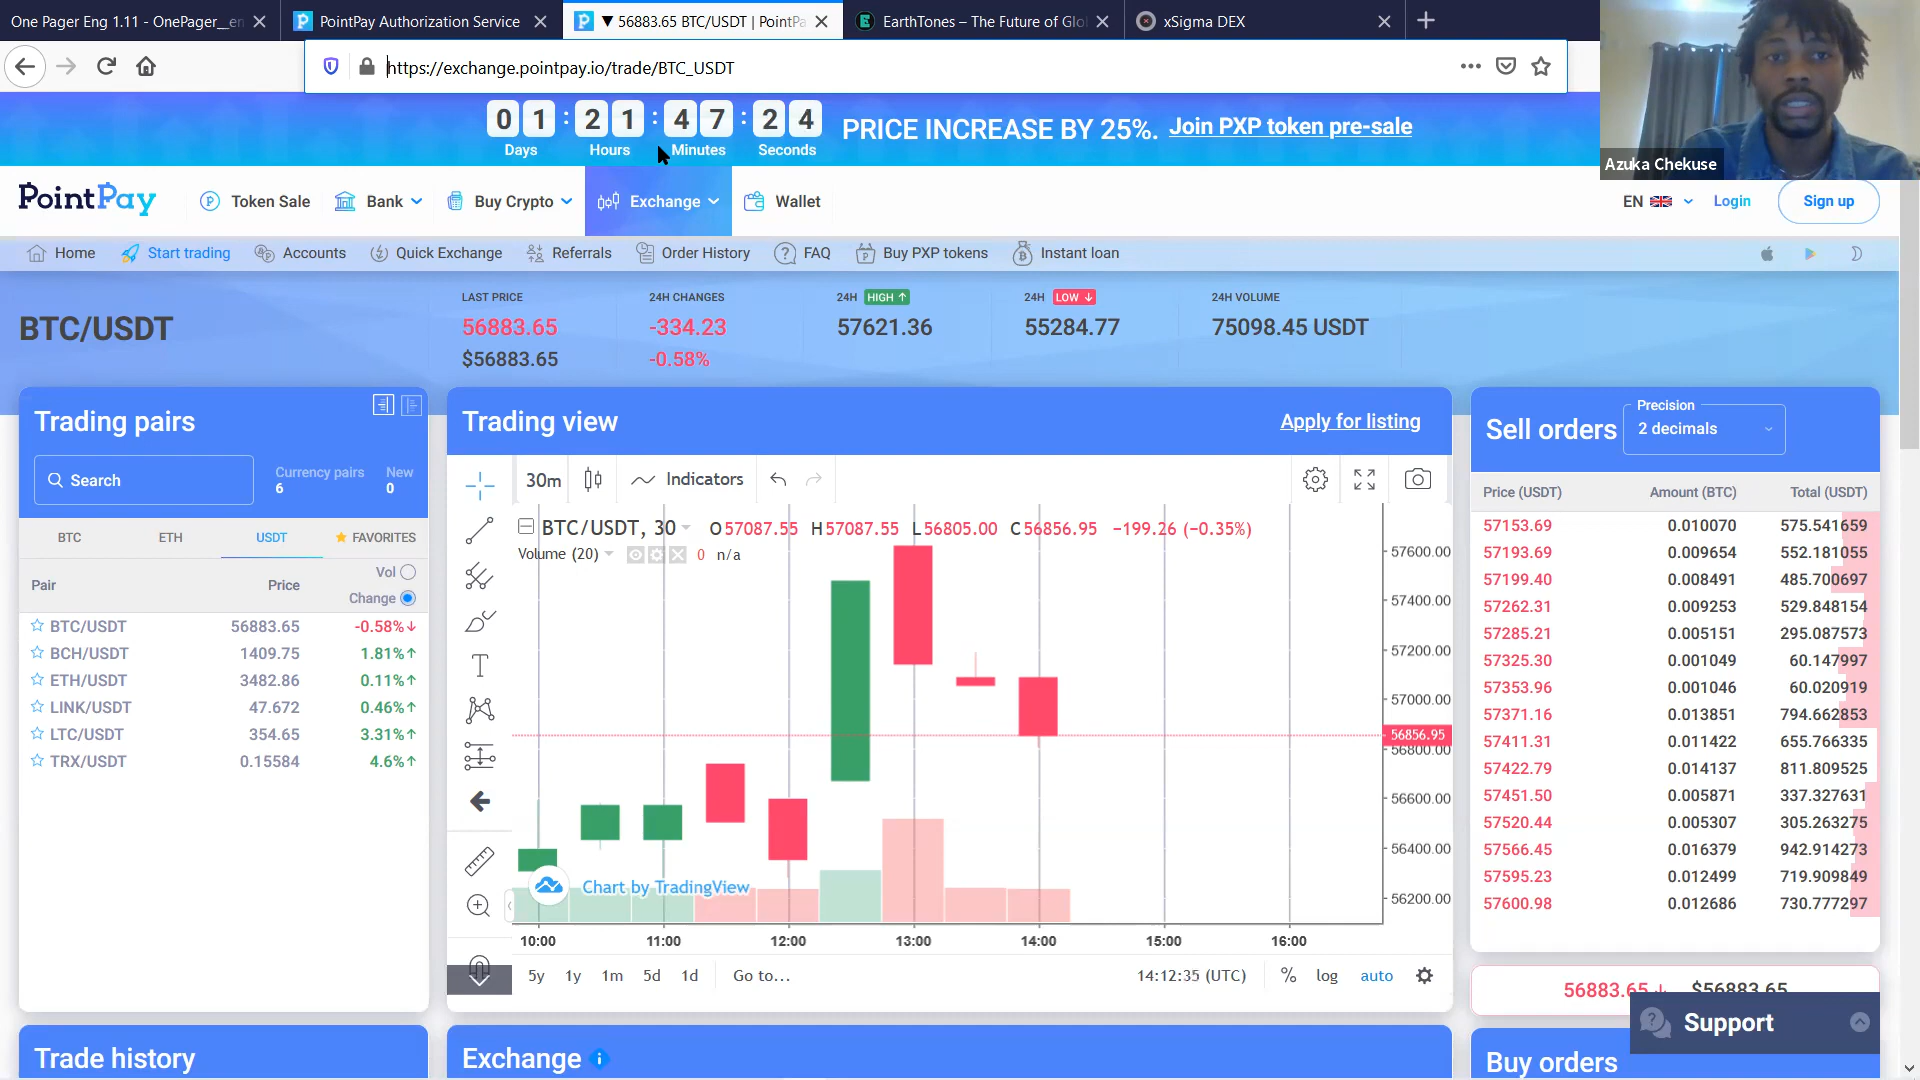 One Pager Eng 1.11 - OnePager_en
PointPay Authorization Service
▼ 56883.65 BTC/USDT | PointPa
EarthTones – The Future of Glo
xSigma DEX
https://exchange.pointpay.io/trade/BTC_USDT
01 : 21 : 47 : 24
Days Hours Minutes Seconds
PRICE INCREASE BY 25%. Join PXP token pre-sale
Azuka Chekuse
PointPay
Token Sale Bank Buy Crypto Exchange Wallet
EN Login Sign up
Home Start trading Accounts Quick Exchange Referrals Order History FAQ Buy PXP tokens Instant loan
BTC/USDT
LAST PRICE
56883.65
$56883.65
24H CHANGES
-334.23
-0.58%
24H HIGH ↑
57621.36
24H LOW ↓
55284.77
24H VOLUME
75098.45 USDT
Trading pairs
Search
Currency pairs
6
New
0
BTC ETH USDT FAVORITES
Pair Price Vol
Change
BTC/USDT 56883.65 -0.58%↓
BCH/USDT 1409.75 1.81%↑
ETH/USDT 3482.86 0.11%↑
LINK/USDT 47.672 0.46%↑
LTC/USDT 354.65 3.31%↑
TRX/USDT 0.15584 4.6%↑
Trade history
Trading view
Apply for listing
30m Indicators
BTC/USDT, 30 O57087.55 H57087.55 L56805.00 C56856.95 -199.26 (-0.35%)
Volume (20) 0 n/a
57600.00
57400.00
57200.00
57000.00
56856.95
56800.00
56600.00
56400.00
56200.00
Chart by TradingView
10:00 11:00 12:00 13:00 14:00 15:00 16:00
5y 1y 1m 5d 1d Go to... 14:12:35 (UTC) % log auto
Exchange
Sell orders
Precision
2 decimals
Price (USDT) Amount (BTC) Total (USDT)
57153.69 0.010070 575.541659
57193.69 0.009654 552.181055
57199.40 0.008491 485.700697
57262.31 0.009253 529.848154
57285.21 0.005151 295.087573
57325.30 0.001049 60.147997
57353.96 0.001046 60.020919
57371.16 0.013851 794.662853
57411.31 0.011422 655.766335
57422.79 0.014137 811.809525
57451.50 0.005871 337.327631
57520.44 0.005307 305.263275
57566.45 0.016379 942.914273
57595.23 0.012499 719.909849
57600.98 0.012686 730.777297
56883.65↓ $56883.65
Support
Buy orders